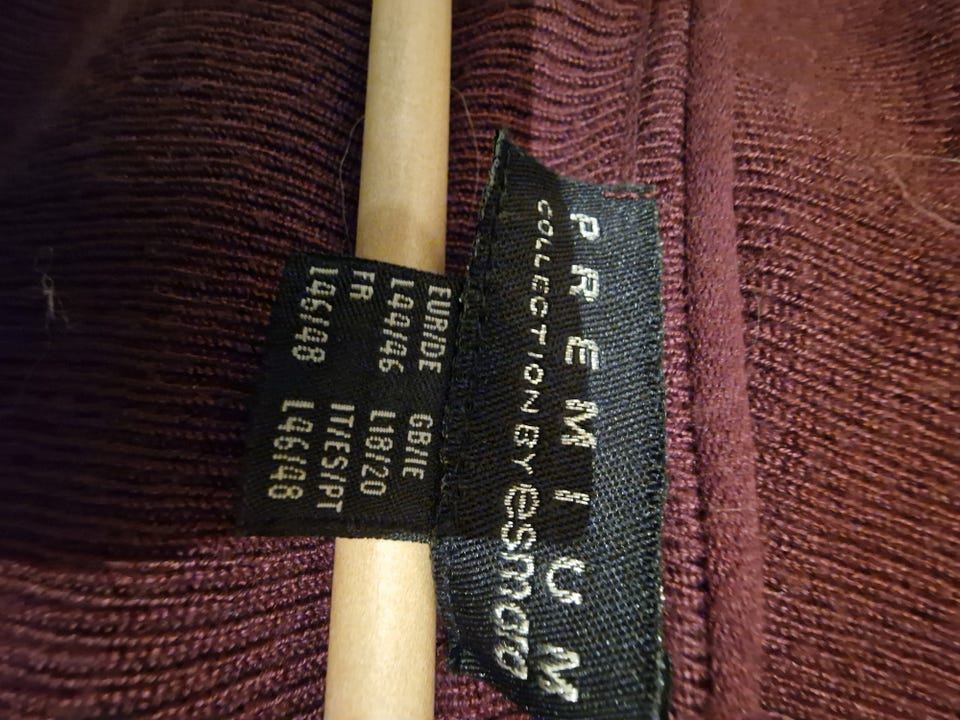 PREMIUM
COLLECTION BY esmara
EUR/DE GB/IE
L44/46 L18/20
FR IT/ES/PT
L46/48 L46/48